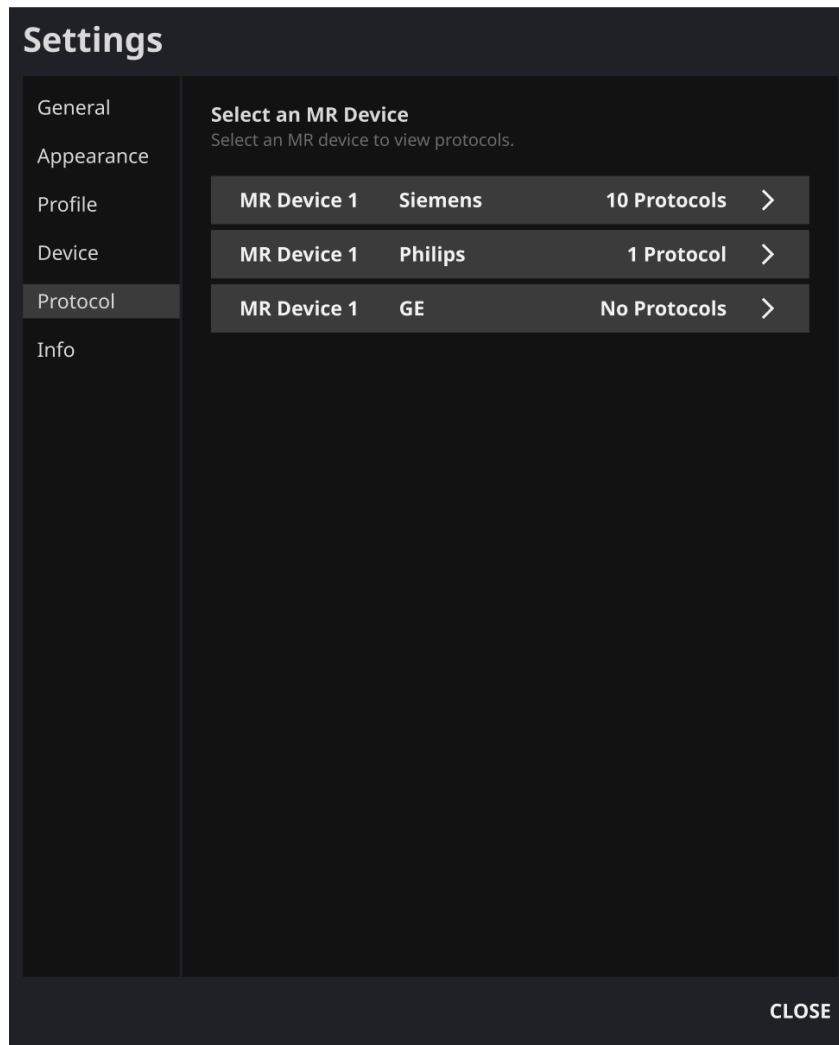 Settings
General
Appearance
Profile
Device
Protocol
Info
Select an MR Device
Select an MR device to view protocols.
MR Device 1 Siemens 10 Protocols
MR Device 1 Philips 1 Protocol
MR Device 1 GE No Protocols
CLOSE